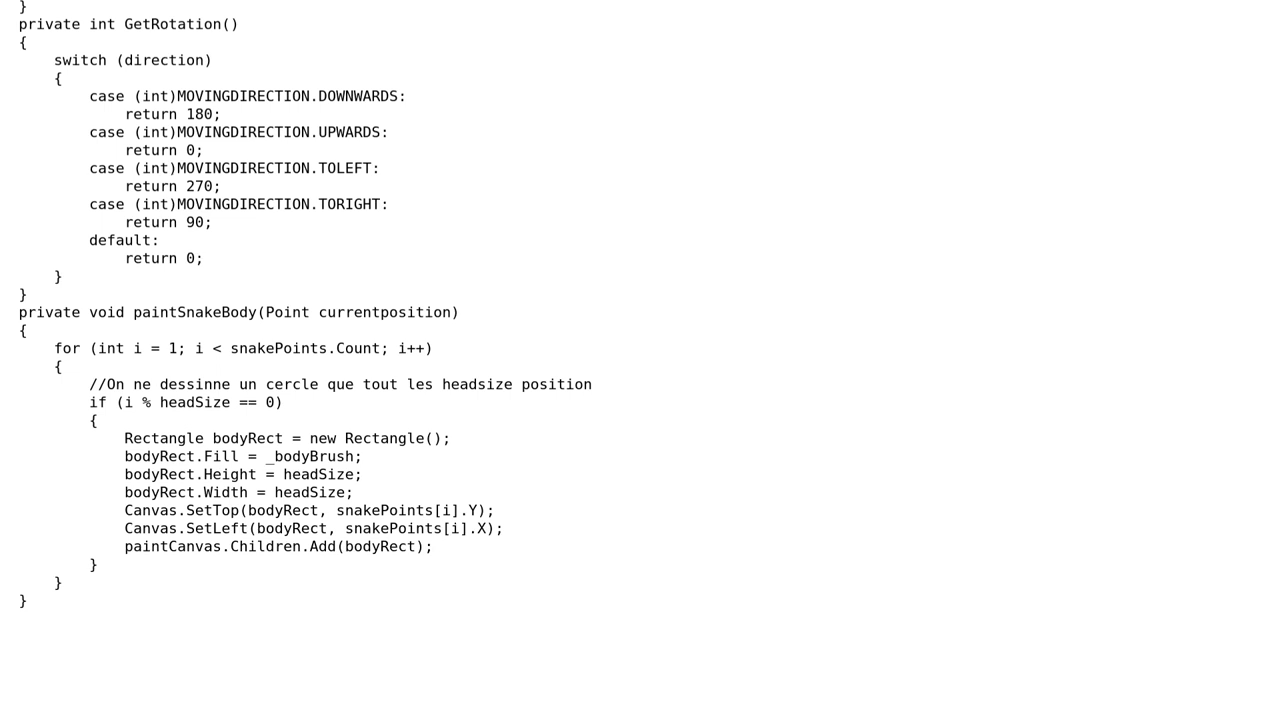 }
private int GetRotation()
{
    switch (direction)
    {
        case (int)MOVINGDIRECTION.DOWNWARDS:
            return 180;
        case (int)MOVINGDIRECTION.UPWARDS:
            return 0;
        case (int)MOVINGDIRECTION.TOLEFT:
            return 270;
        case (int)MOVINGDIRECTION.TORIGHT:
            return 90;
        default:
            return 0;
    }
}
private void paintSnakeBody(Point currentposition)
{
    for (int i = 1; i < snakePoints.Count; i++)
    {
        //On ne dessinne un cercle que tout les headsize position
        if (i % headSize == 0)
        {
            Rectangle bodyRect = new Rectangle();
            bodyRect.Fill = _bodyBrush;
            bodyRect.Height = headSize;
            bodyRect.Width = headSize;
            Canvas.SetTop(bodyRect, snakePoints[i].Y);
            Canvas.SetLeft(bodyRect, snakePoints[i].X);
            paintCanvas.Children.Add(bodyRect);
        }
    }
}